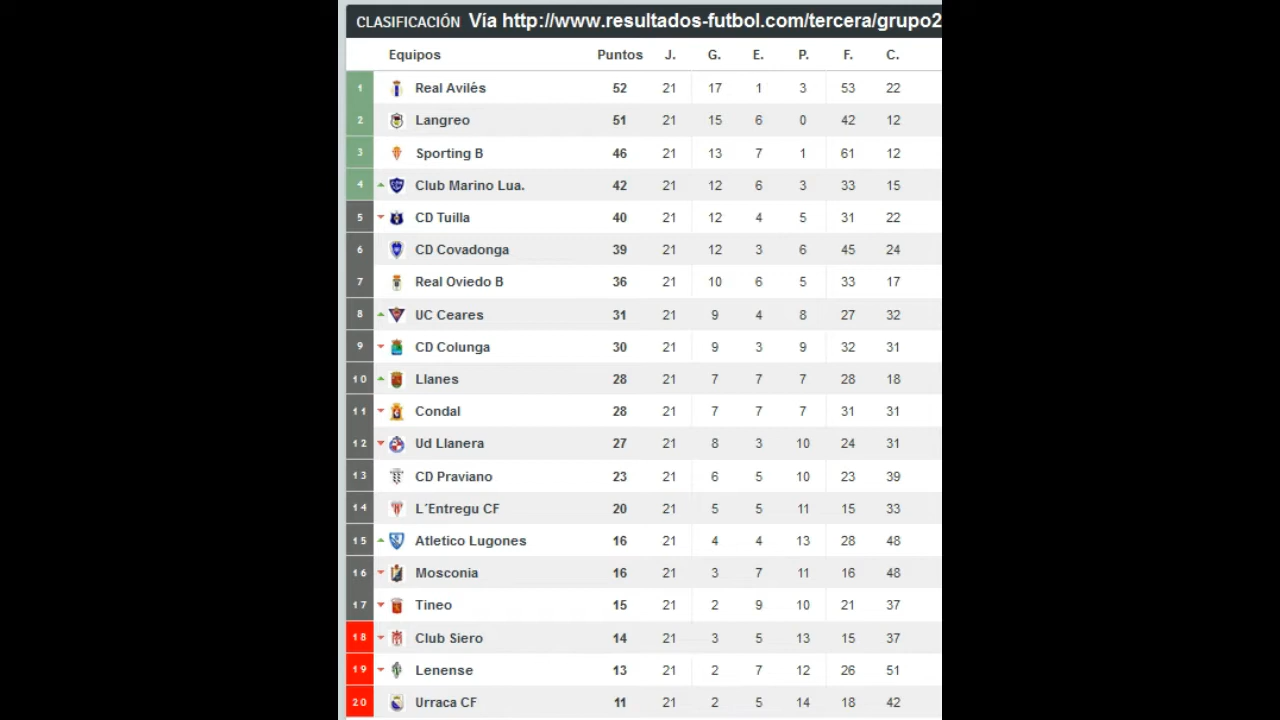 CLASIFICACIÓN Vía http://www.resultados-futbol.com/tercera/grupo2
Equipos Puntos J. G. E. P. F. C.
1 Real Avilés 52 21 17 1 3 53 22
2 Langreo 51 21 15 6 0 42 12
3 Sporting B 46 21 13 7 1 61 12
4 Club Marino Lua. 42 21 12 6 3 33 15
5 CD Tuilla 40 21 12 4 5 31 22
6 CD Covadonga 39 21 12 3 6 45 24
7 Real Oviedo B 36 21 10 6 5 33 17
8 UC Ceares 31 21 9 4 8 27 32
9 CD Colunga 30 21 9 3 9 32 31
10 Llanes 28 21 7 7 7 28 18
11 Condal 28 21 7 7 7 31 31
12 Ud Llanera 27 21 8 3 10 24 31
13 CD Praviano 23 21 6 5 10 23 39
14 L´Entregu CF 20 21 5 5 11 15 33
15 Atletico Lugones 16 21 4 4 13 28 48
16 Mosconia 16 21 3 7 11 16 48
17 Tineo 15 21 2 9 10 21 37
18 Club Siero 14 21 3 5 13 15 37
19 Lenense 13 21 2 7 12 26 51
20 Urraca CF 11 21 2 5 14 18 42